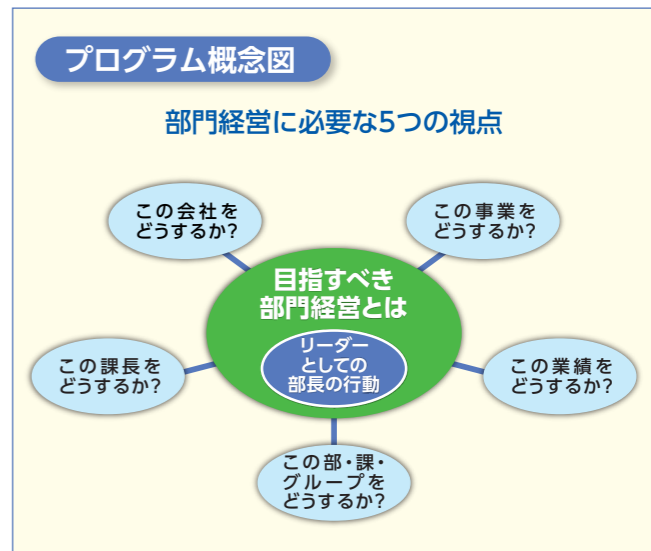 プログラム概念図
部門経営に必要な5つの視点
この会社を
どうするか?
この事業を
どうするか?
目指すべき
部門経営とは
リーダー
としての
部長の行動
この課長を
どうするか?
この業績を
どうするか?
この部・課・
グループを
どうするか?